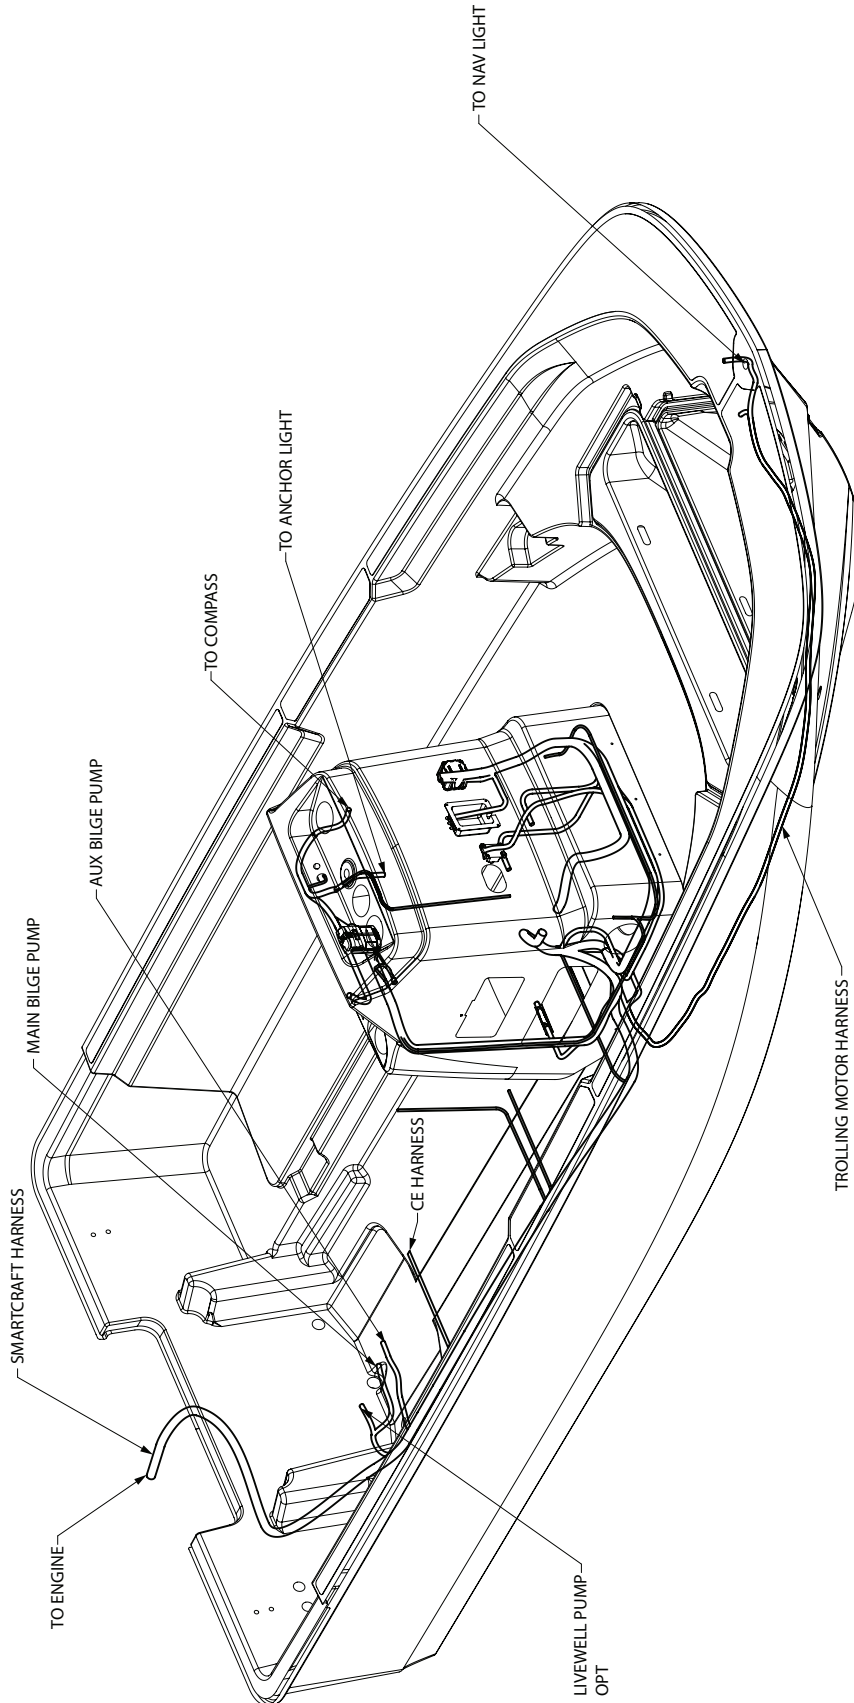 TO ENGINE
SMARTCRAFT HARNESS
MAIN BILGE PUMP
AUX BILGE PUMP
TO COMPASS
TO ANCHOR LIGHT
TO NAV LIGHT
LIVEWELL PUMP
OPT
CE HARNESS
TROLLING MOTOR HARNESS